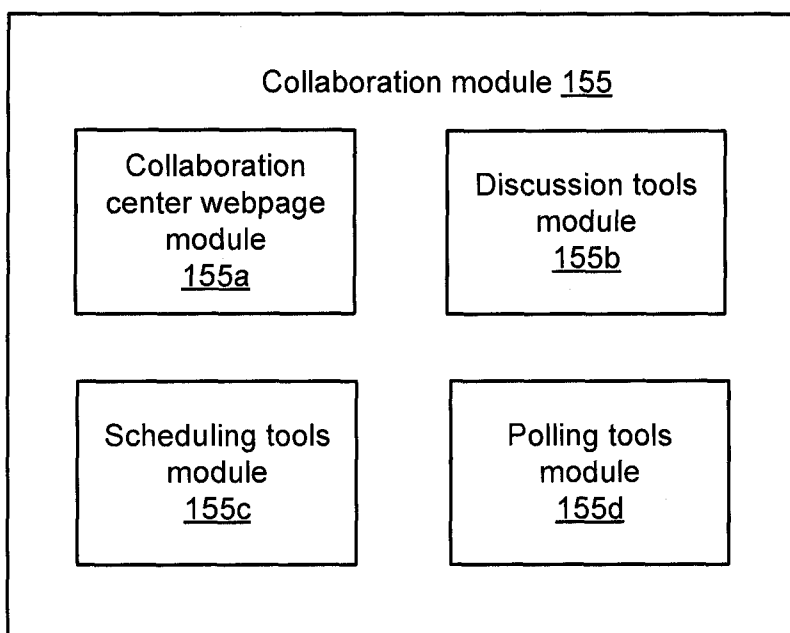 Collaboration module 155
Collaboration
center webpage
module
155a
Discussion tools
module
155b
Scheduling tools
module
155c
Polling tools
module
155d